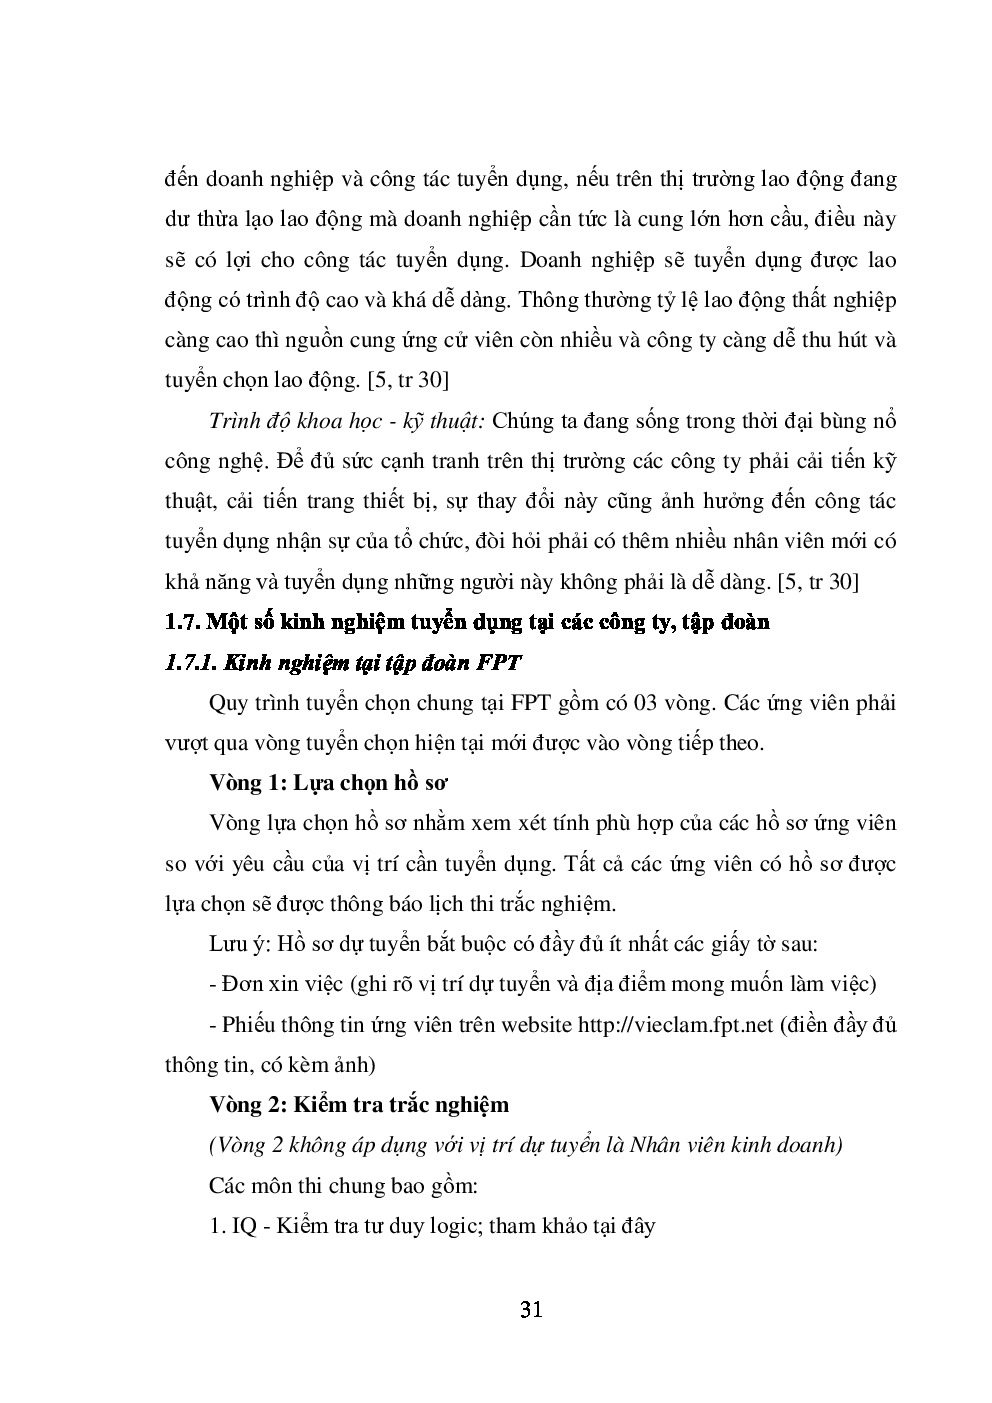 đến doanh nghiệp và công tác tuyển dụng, nếu trên thị trường lao động đang
dư thừa lạo lao động mà doanh nghiệp cần tức là cung lớn hơn cầu, điều này
sẽ có lợi cho công tác tuyển dụng. Doanh nghiệp sẽ tuyển dụng được lao
động có trình độ cao và khá dễ dàng. Thông thường tỷ lệ lao động thất nghiệp
càng cao thì nguồn cung ứng cử viên còn nhiều và công ty càng dễ thu hút và
tuyển chọn lao động. [5, tr 30]
Trình độ khoa học - kỹ thuật: Chúng ta đang sống trong thời đại bùng nổ
công nghệ. Để đủ sức cạnh tranh trên thị trường các công ty phải cải tiến kỹ
thuật, cải tiến trang thiết bị, sự thay đổi này cũng ảnh hưởng đến công tác
tuyển dụng nhận sự của tổ chức, đòi hỏi phải có thêm nhiều nhân viên mới có
khả năng và tuyển dụng những người này không phải là dễ dàng. [5, tr 30]
1.7. Một số kinh nghiệm tuyển dụng tại các công ty, tập đoàn
1.7.1. Kinh nghiệm tại tập đoàn FPT
Quy trình tuyển chọn chung tại FPT gồm có 03 vòng. Các ứng viên phải
vượt qua vòng tuyển chọn hiện tại mới được vào vòng tiếp theo.
Vòng 1: Lựa chọn hồ sơ
Vòng lựa chọn hồ sơ nhằm xem xét tính phù hợp của các hồ sơ ứng viên
so với yêu cầu của vị trí cần tuyển dụng. Tất cả các ứng viên có hồ sơ được
lựa chọn sẽ được thông báo lịch thi trắc nghiệm.
Lưu ý: Hồ sơ dự tuyển bắt buộc có đầy đủ ít nhất các giấy tờ sau:
- Đơn xin việc (ghi rõ vị trí dự tuyển và địa điểm mong muốn làm việc)
- Phiếu thông tin ứng viên trên website http://vieclam.fpt.net (điền đầy đủ
thông tin, có kèm ảnh)
Vòng 2: Kiểm tra trắc nghiệm
(Vòng 2 không áp dụng với vị trí dự tuyển là Nhân viên kinh doanh)
Các môn thi chung bao gồm:
1. IQ - Kiểm tra tư duy logic; tham khảo tại đây
31